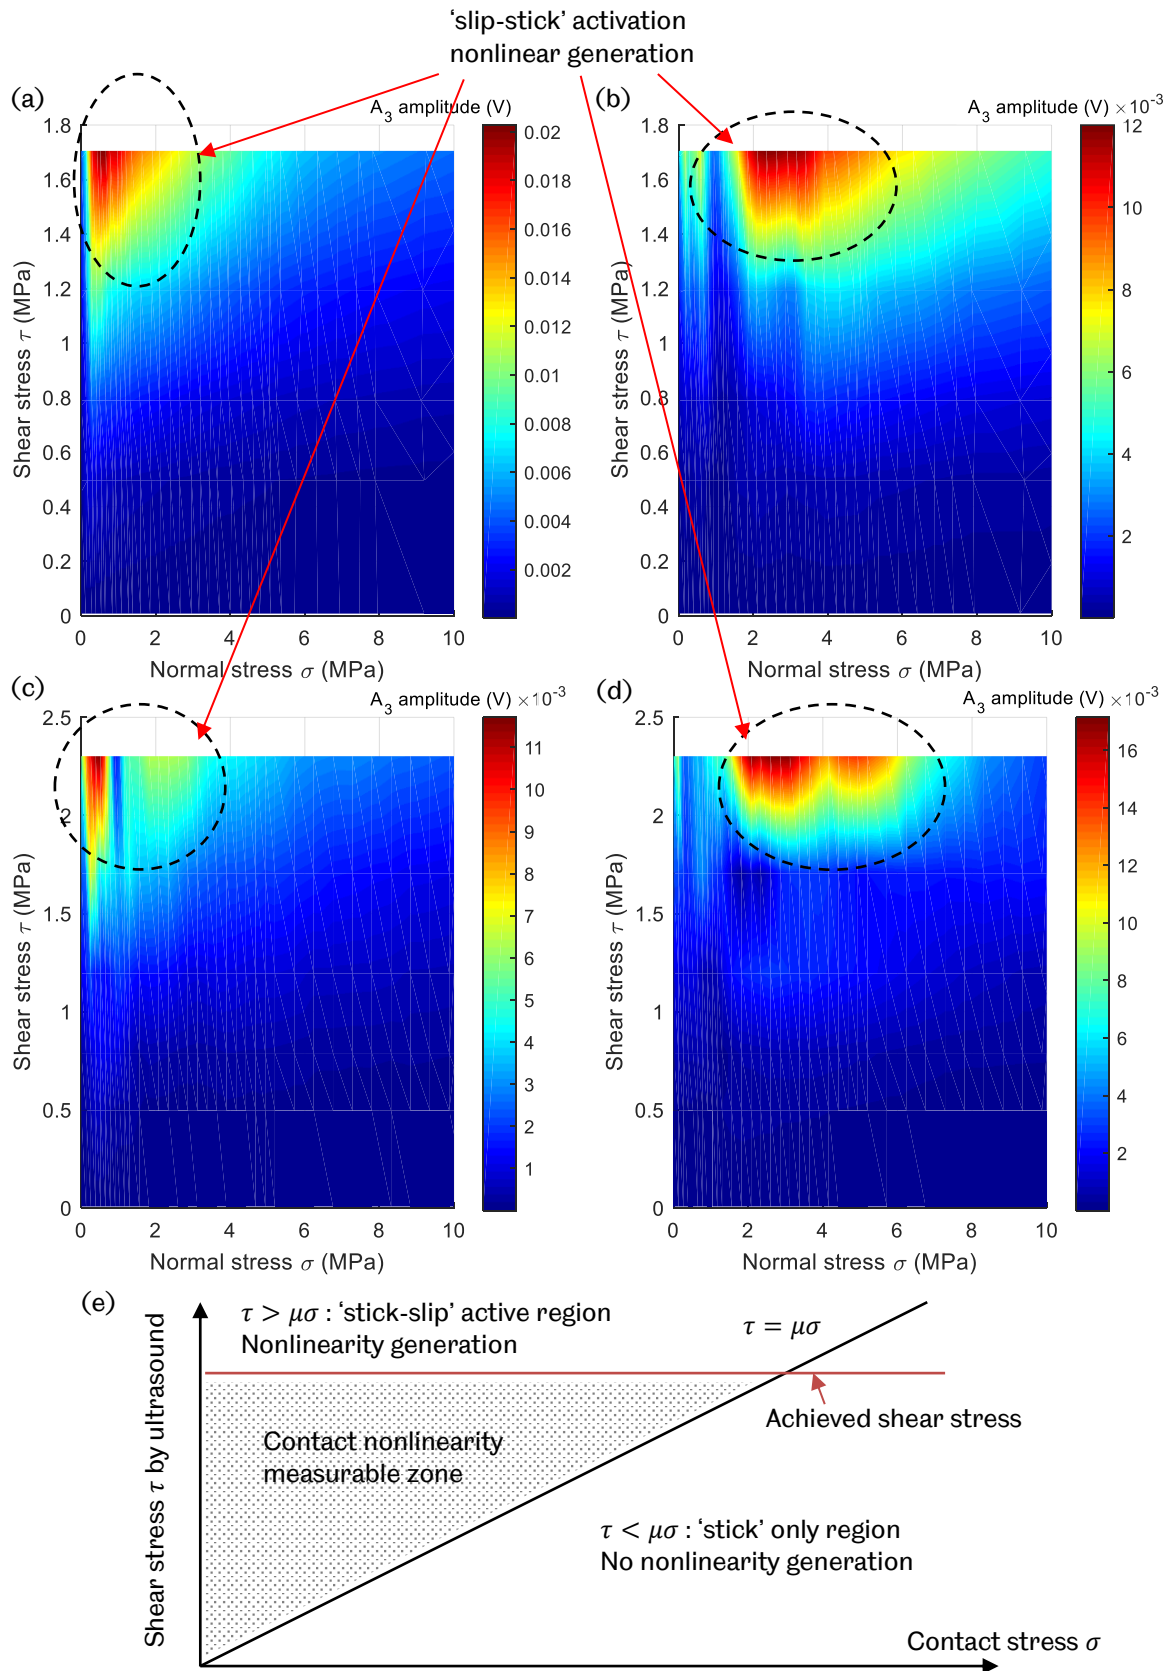 ‘slip-stick’ activation
nonlinear generation
(a)
A3 amplitude (V)
1.8
1.6
1.4
1.2
1
0.8
0.6
0.4
0.2
0
Shear stress τ (MPa)
0 2 4 6 8 10
Normal stress σ (MPa)
0.02
0.018
0.016
0.014
0.012
0.01
0.008
0.006
0.004
0.002
(b)
A3 amplitude (V) ×10-3
1.8
1.6
1.4
1.2
1
0.8
0.6
0.4
0.2
0
Shear stress τ (MPa)
0 2 4 6 8 10
Normal stress σ (MPa)
12
10
8
6
4
2
(c)
A3 amplitude (V) ×10-3
2.5
2
1.5
1
0.5
0
Shear stress τ (MPa)
0 2 4 6 8 10
Normal stress σ (MPa)
11
10
9
8
7
6
5
4
3
2
1
(d)
A3 amplitude (V) ×10-3
2.5
2
1.5
1
0.5
0
Shear stress τ (MPa)
0 2 4 6 8 10
Normal stress σ (MPa)
16
14
12
10
8
6
4
2
(e)
τ > μσ : ‘stick-slip’ active region
Nonlinearity generation
τ = μσ
Achieved shear stress
Contact nonlinearity
measurable zone
τ < μσ : ‘stick’ only region
No nonlinearity generation
Shear stress τ by ultrasound
Contact stress σ